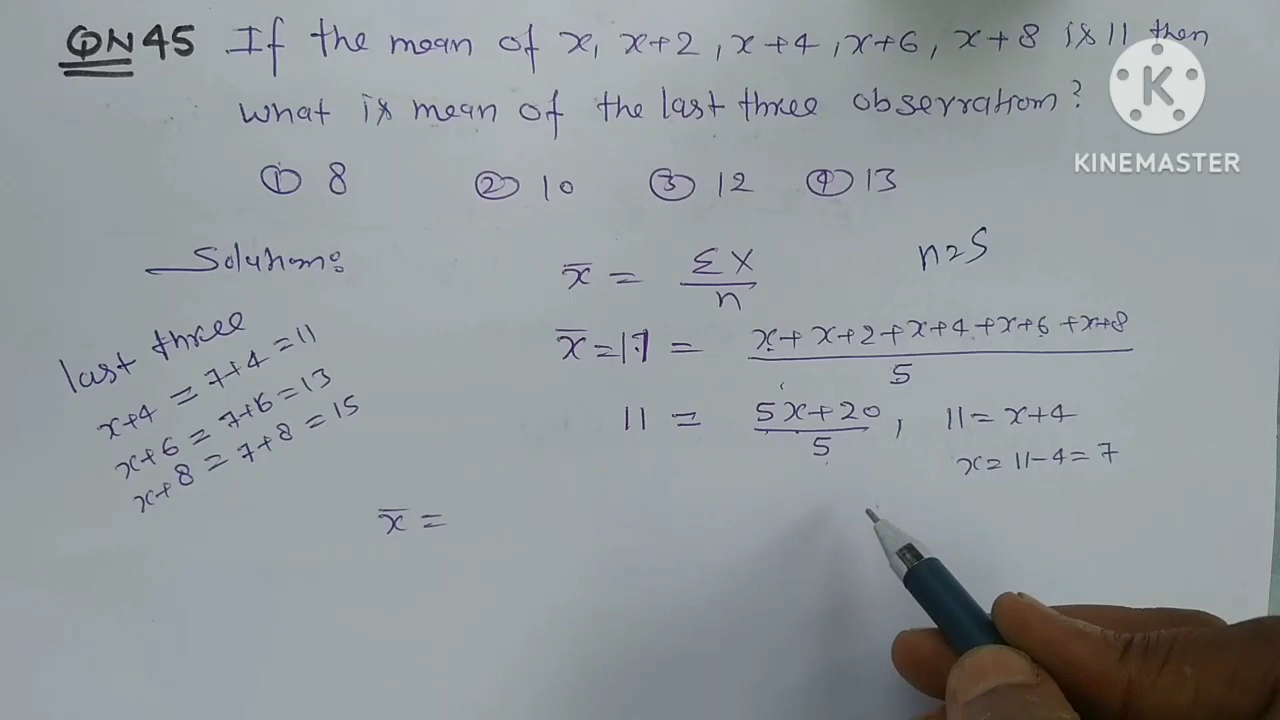 QN45 If the mean of x, x+2, x+4, x+6, x+8 is 11 then
what is mean of the last three observation?
① 8 ② 10 ③ 12 ④ 13
K
KINEMASTER
Solution:
x̄ = ΣX/n n=5
x̄ = 11 = (x+x+2+x+4+x+6+x+8)/5
11 = (5x+20)/5, 11 = x+4
x = 11-4 = 7
last three
x+4 = 7+4 = 11
x+6 = 7+6 = 13
x+8 = 7+8 = 15
x̄ =